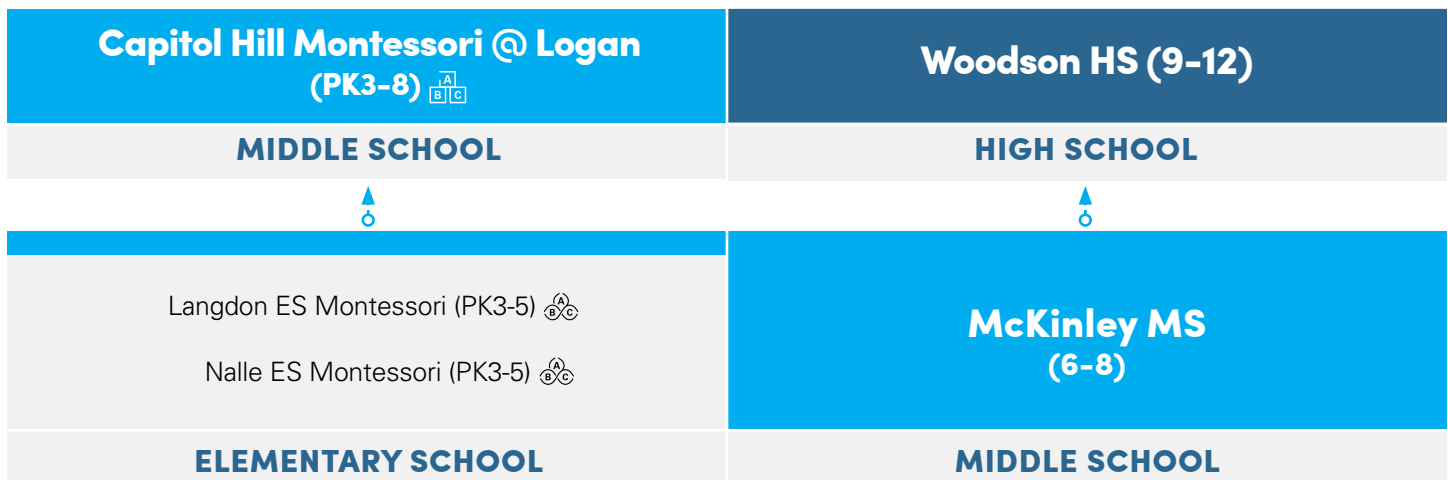 Capitol Hill Montessori @ Logan
(PK3-8) A B C
MIDDLE SCHOOL
Langdon ES Montessori (PK3-5) A B C
Nalle ES Montessori (PK3-5) A B C
ELEMENTARY SCHOOL
Woodson HS (9-12)
HIGH SCHOOL
McKinley MS
(6-8)
MIDDLE SCHOOL